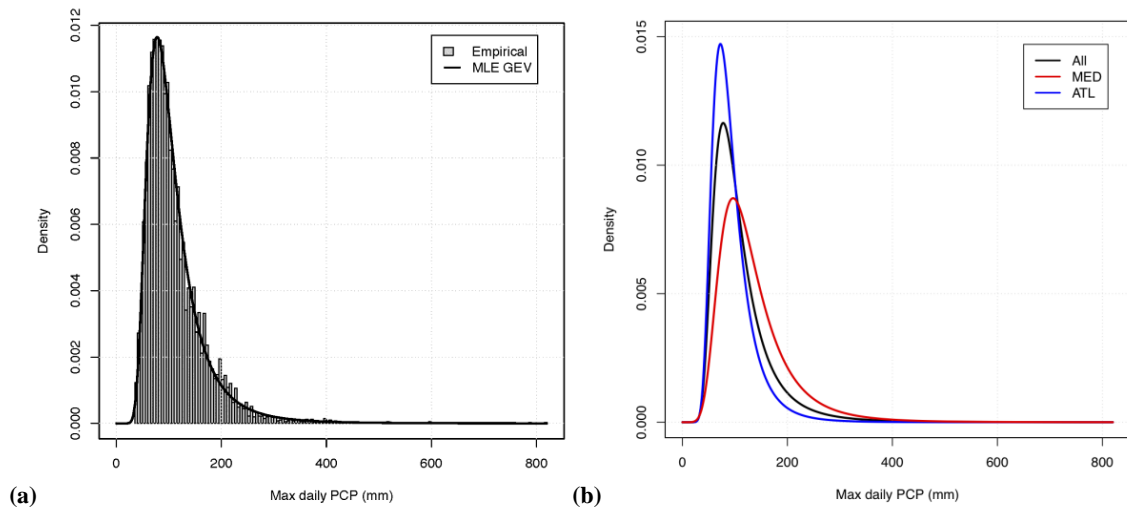 0.012
0.010
0.008
0.006
0.004
0.002
0.000
Density
Empirical
MLE GEV
0 200 400 600 800
Max daily PCP (mm)
(a)
0.015
0.010
0.005
0.000
Density
All
MED
ATL
0 200 400 600 800
Max daily PCP (mm)
(b)